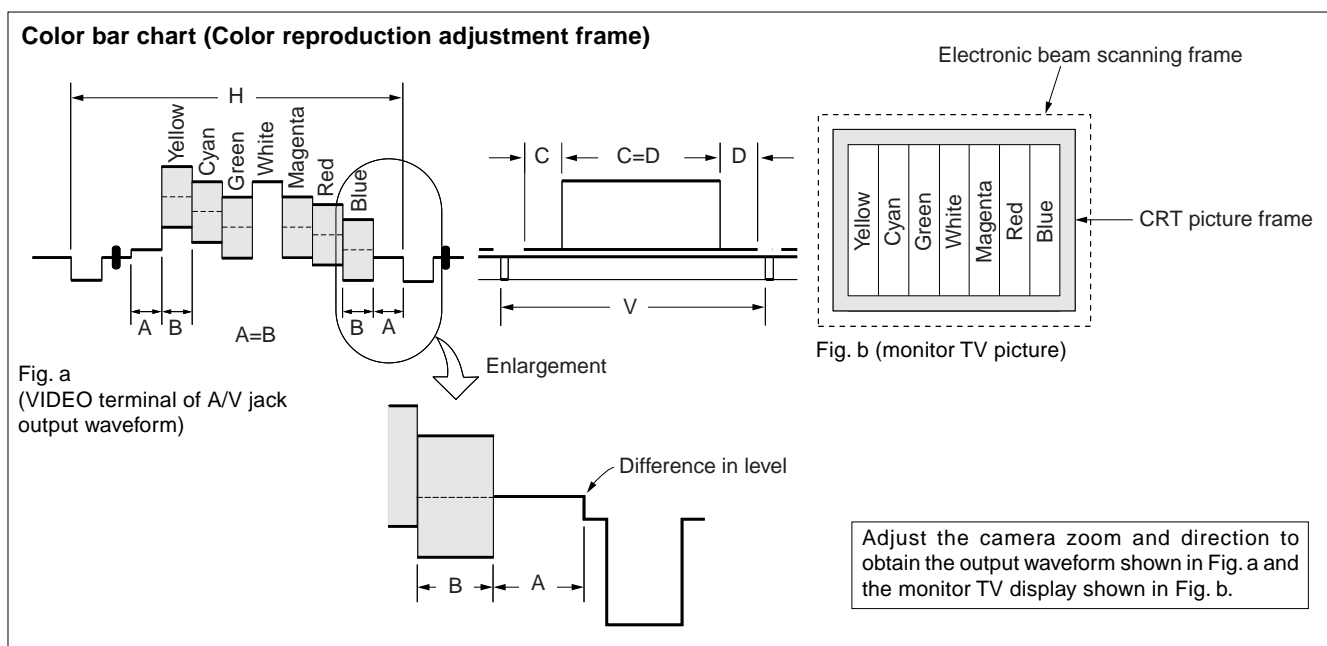 Color bar chart (Color reproduction adjustment frame)
H
Yellow
Cyan
Green
White
Magenta
Red
Blue
A
B
A=B
B
A
Fig. a
(VIDEO terminal of A/V jack
output waveform)
C
C=D
D
V
Electronic beam scanning frame
Yellow
Cyan
Green
White
Magenta
Red
Blue
CRT picture frame
Fig. b (monitor TV picture)
Enlargement
Difference in level
B
A
Adjust the camera zoom and direction to
obtain the output waveform shown in Fig. a and
the monitor TV display shown in Fig. b.